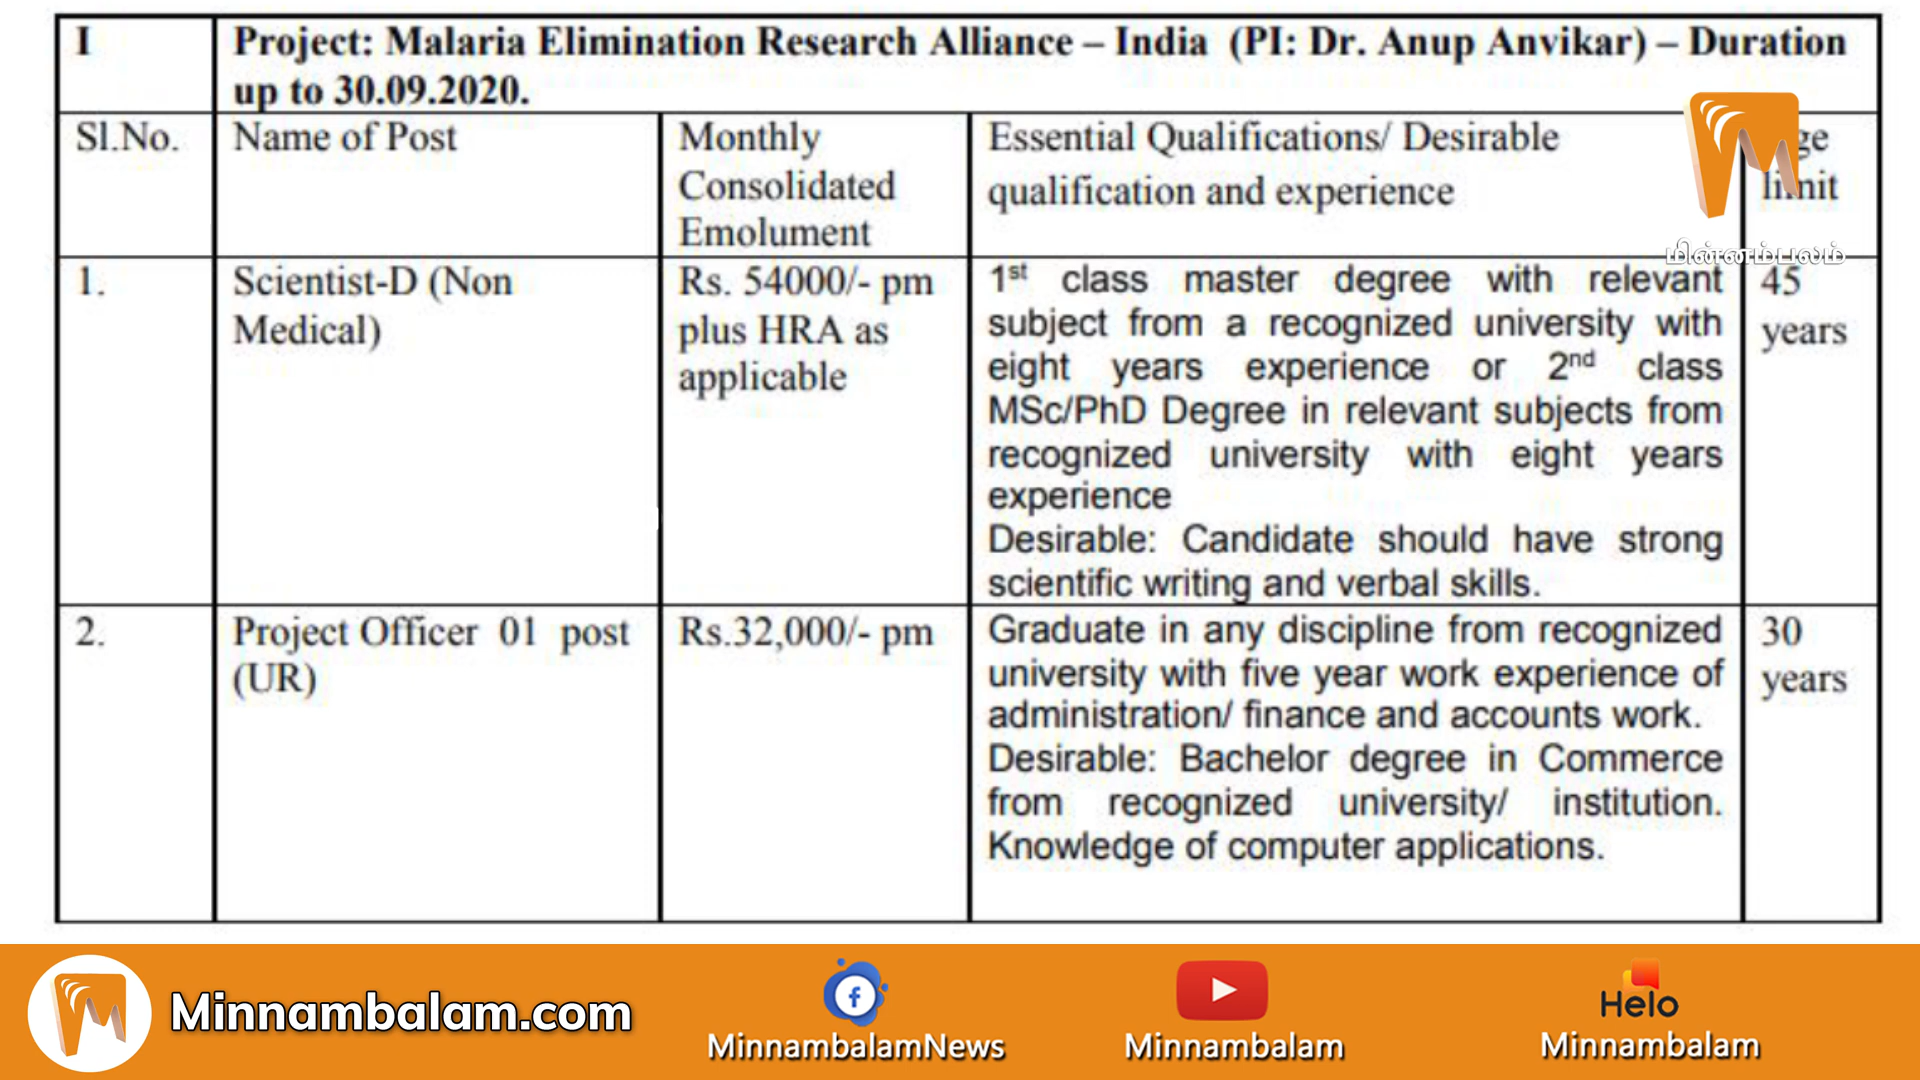 I
Project: Malaria Elimination Research Alliance – India (PI: Dr. Anup Anvikar) – Duration
up to 30.09.2020.
Sl.No.
Name of Post
Monthly
Consolidated
Emolument
Essential Qualifications/ Desirable
qualification and experience
limit
மின்னம்பலம்
1.
Scientist-D (Non
Medical)
Rs. 54000/- pm
plus HRA as
applicable
1st class master degree with relevant
subject from a recognized university with
eight years experience or 2nd class
MSc/PhD Degree in relevant subjects from
recognized university with eight years
experience
Desirable: Candidate should have strong
scientific writing and verbal skills.
45
years
2.
Project Officer 01 post
(UR)
Rs.32,000/- pm
Graduate in any discipline from recognized
university with five year work experience of
administration/ finance and accounts work.
Desirable: Bachelor degree in Commerce
from recognized university/ institution.
Knowledge of computer applications.
30
years
Minnambalam.com
MinnambalamNews
Minnambalam
Helo
Minnambalam